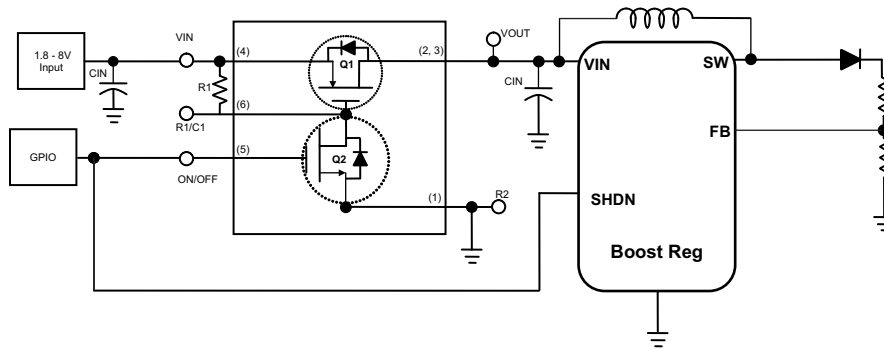 1.8 - 8V
Input
CIN
VIN
(4)
Q1
(2, 3)
VOUT
CIN
VIN
SW
R1
R1/C1
(6)
FB
GPIO
ON/OFF
(5)
Q2
(1)
R2
SHDN
Boost Reg